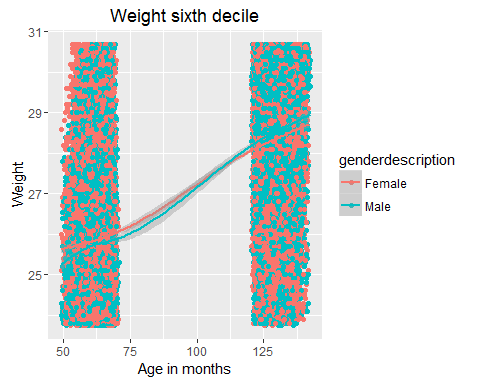 Weight sixth decile
31
29
27
25
Weight
50
75
100
125
Age in months
genderdescription
Female
Male